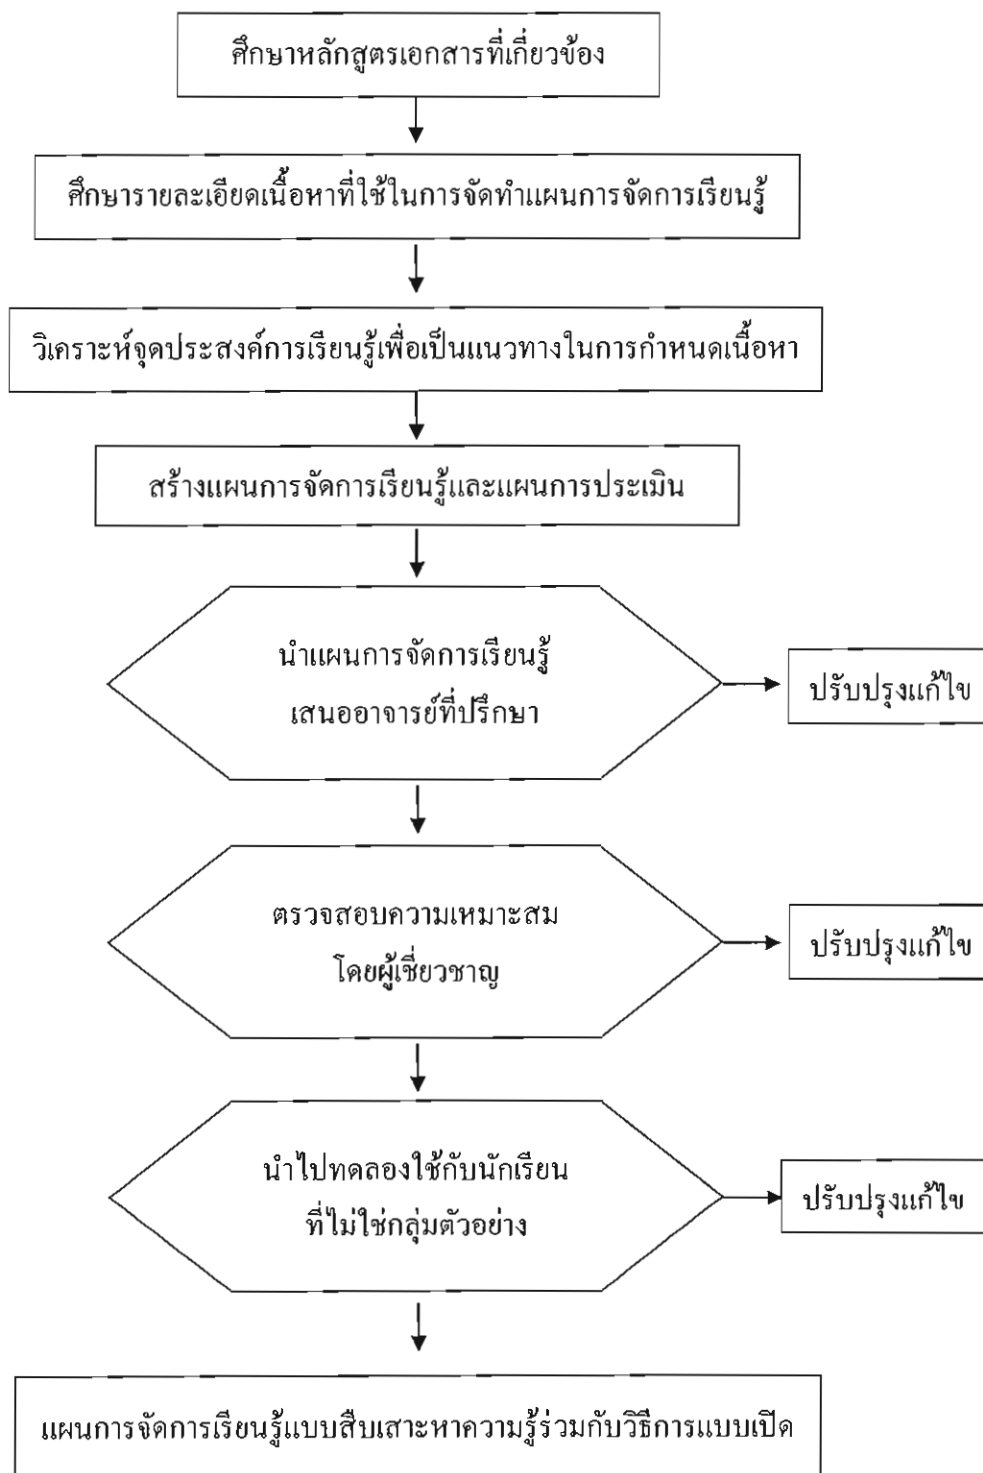 ศึกษาหลักสูตรเอกสารที่เกี่ยวข้อง
ศึกษารายละเอียดเนื้อหาที่ใช้ในการจัดทำแผนการจัดการเรียนรู้
วิเคราะห์จุดประสงค์การเรียนรู้เพื่อเป็นแนวทางในการกำหนดเนื้อหา
สร้างแผนการจัดการเรียนรู้และแผนการประเมิน
นำแผนการจัดการเรียนรู้
เสนออาจารย์ที่ปรึกษา
ปรับปรุงแก้ไข
ตรวจสอบความเหมาะสม
โดยผู้เชี่ยวชาญ
ปรับปรุงแก้ไข
นำไปทดลองใช้กับนักเรียน
ที่ไม่ใช่กลุ่มตัวอย่าง
ปรับปรุงแก้ไข
แผนการจัดการเรียนรู้แบบสืบเสาะหาความรู้ร่วมกับวิธีการแบบเปิด